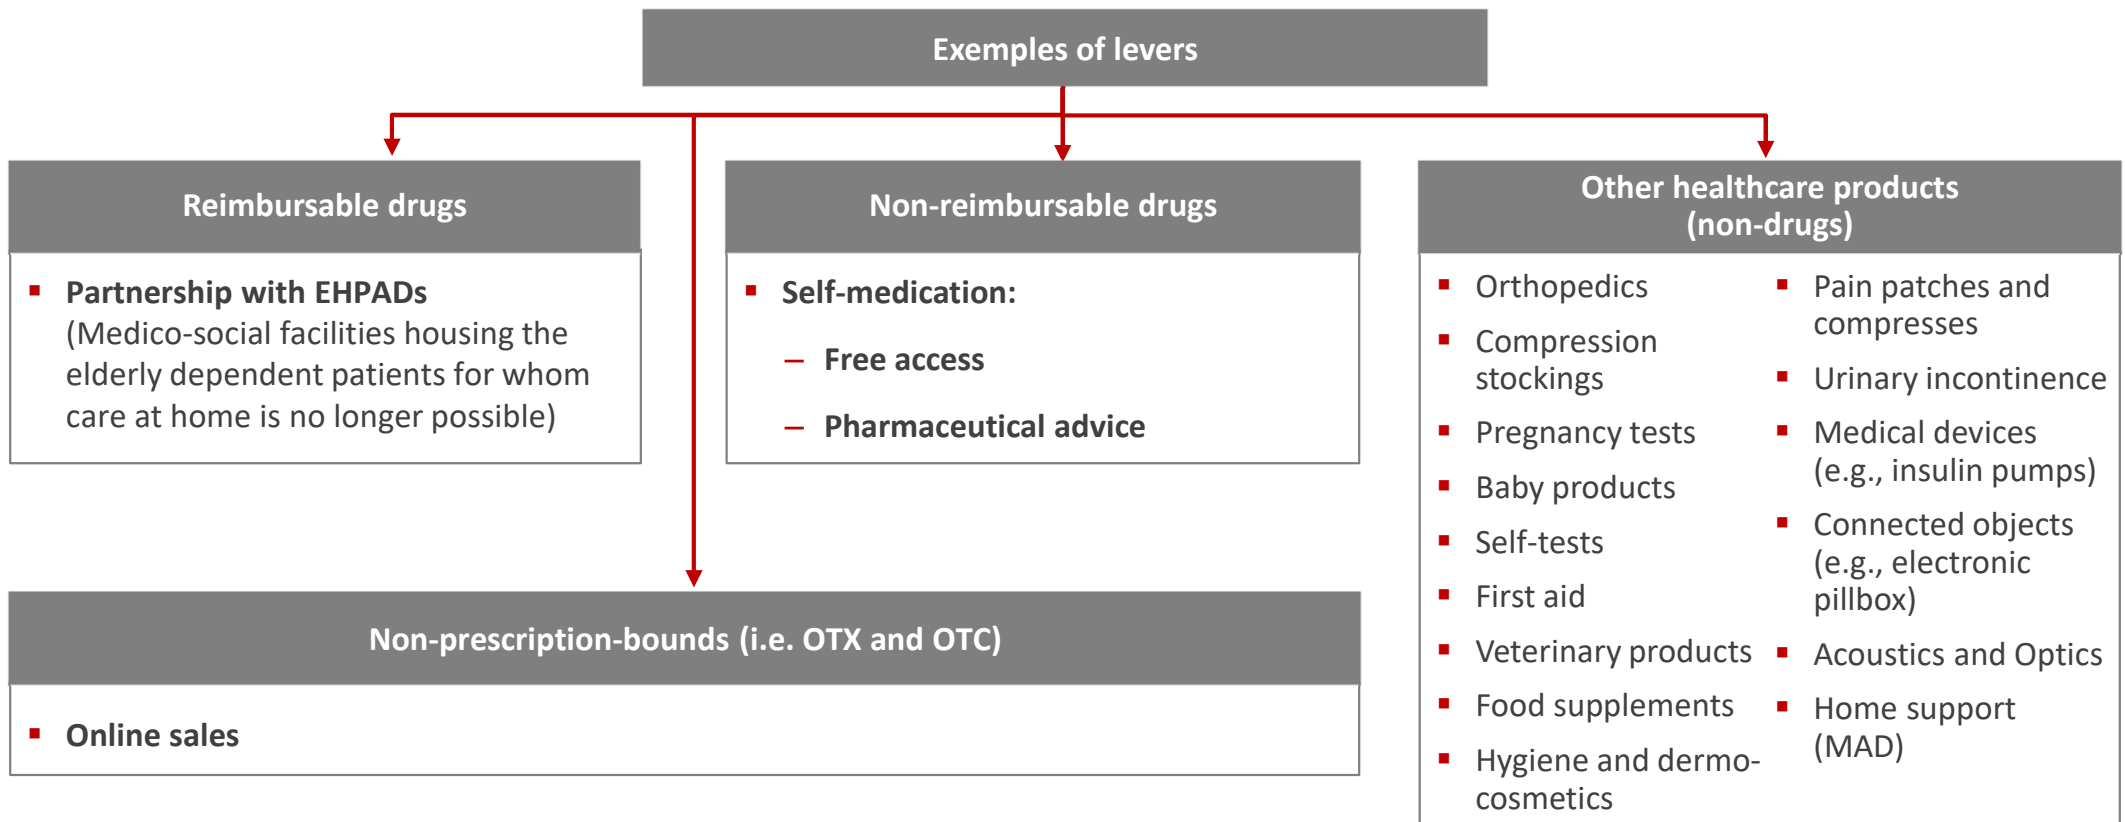 Exemples of levers
Reimbursable drugs
Partnership with EHPADs
(Medico-social facilities housing the
elderly dependent patients for whom
care at home is no longer possible)
Non-reimbursable drugs
Self-medication:
– Free access
– Pharmaceutical advice
Non-prescription-bounds (i.e. OTX and OTC)
Online sales
Other healthcare products
(non-drugs)
Orthopedics
Compression
stockings
Pregnancy tests
Baby products
Self-tests
First aid
Veterinary products
Food supplements
Hygiene and dermo-
cosmetics
Pain patches and
compresses
Urinary incontinence
Medical devices
(e.g., insulin pumps)
Connected objects
(e.g., electronic
pillbox)
Acoustics and Optics
Home support
(MAD)